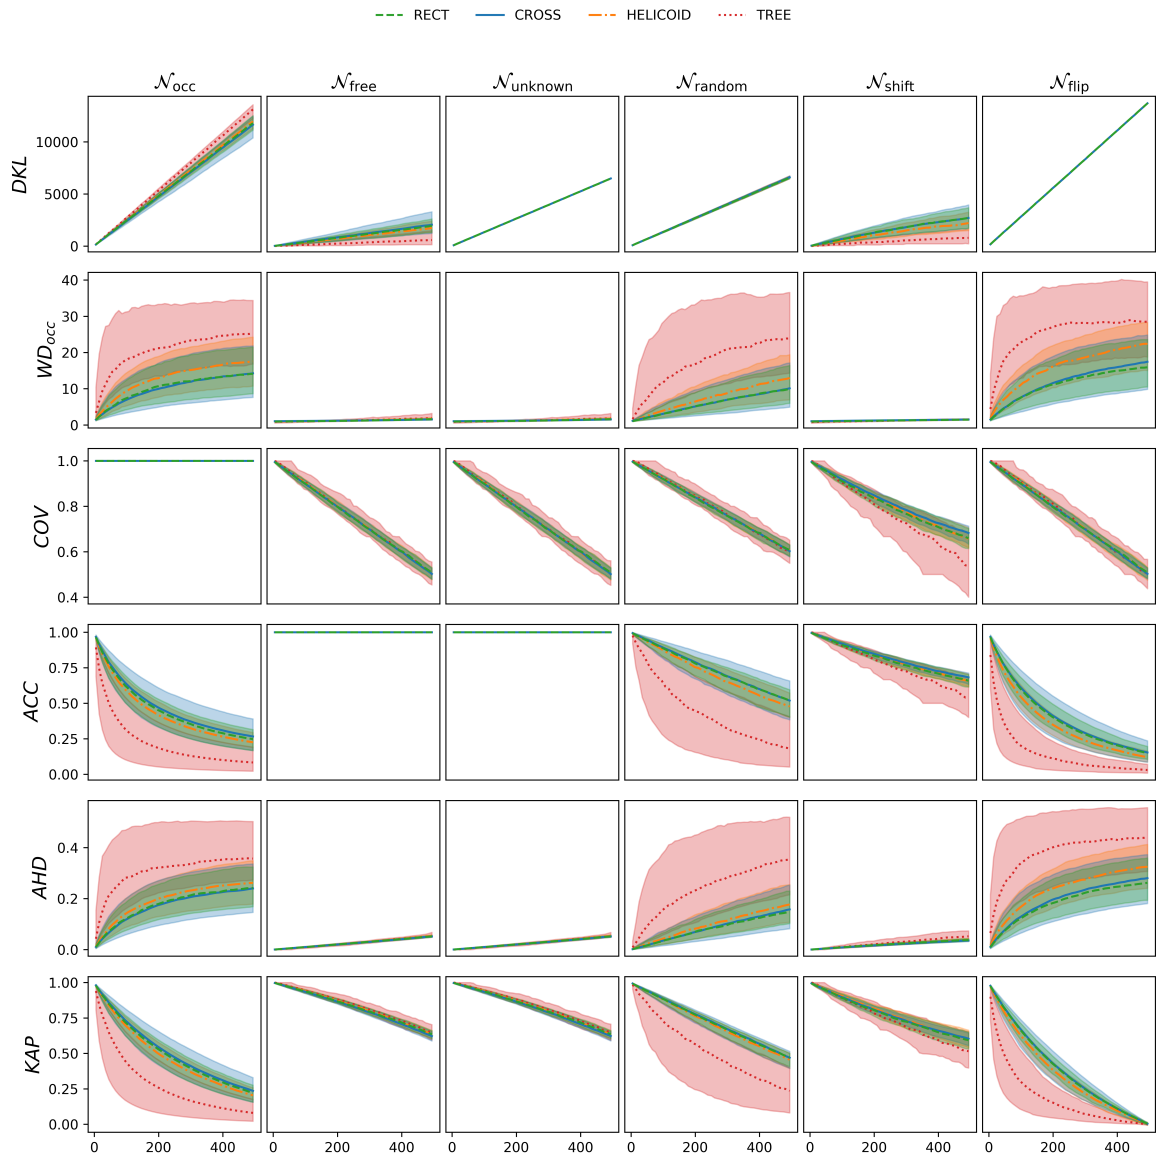 RECT CROSS HELICOID TREE
𝒩occ 𝒩free 𝒩unknown 𝒩random 𝒩shift 𝒩flip
DKL
10000
5000
0
WDocc
40
30
20
10
0
COV
1.0
0.8
0.6
0.4
ACC
1.00
0.75
0.50
0.25
0.00
AHD
0.4
0.2
0.0
KAP
1.00
0.75
0.50
0.25
0.00
0 200 400 0 200 400 0 200 400 0 200 400 0 200 400 0 200 400